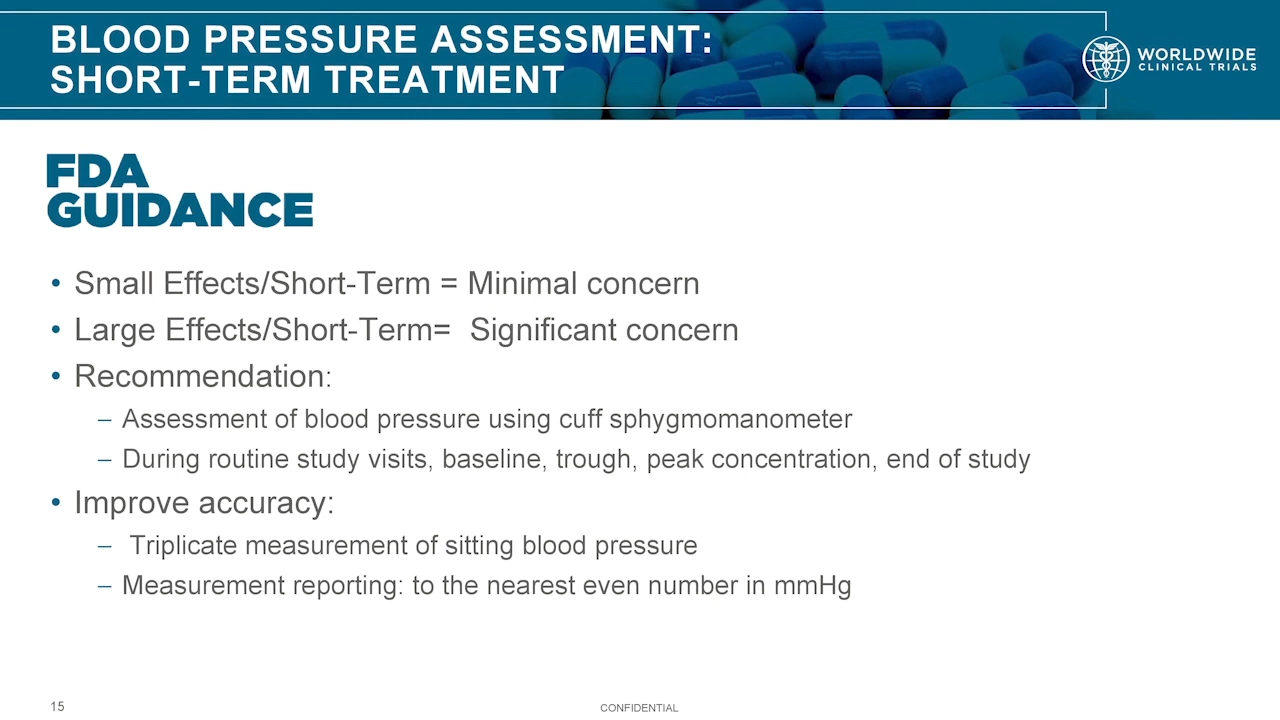 BLOOD PRESSURE ASSESSMENT:
SHORT-TERM TREATMENT
WORLDWIDE
CLINICAL TRIALS
FDA
GUIDANCE
• Small Effects/Short-Term = Minimal concern
• Large Effects/Short-Term=  Significant concern
• Recommendation:
– Assessment of blood pressure using cuff sphygmomanometer
– During routine study visits, baseline, trough, peak concentration, end of study
• Improve accuracy:
–  Triplicate measurement of sitting blood pressure
– Measurement reporting: to the nearest even number in mmHg
15
CONFIDENTIAL